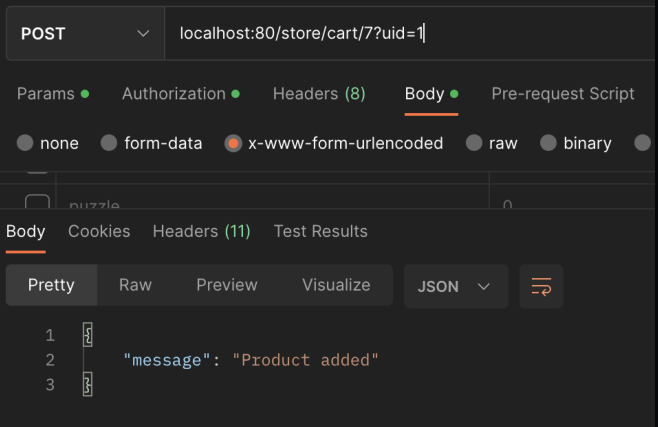 POST localhost:80/store/cart/7?uid=1
Params Authorization Headers (8) Body Pre-request Script
none form-data x-www-form-urlencoded raw binary
puzzle 0
Body Cookies Headers (11) Test Results
Pretty Raw Preview Visualize JSON
1 {
2 "message": "Product added"
3 }